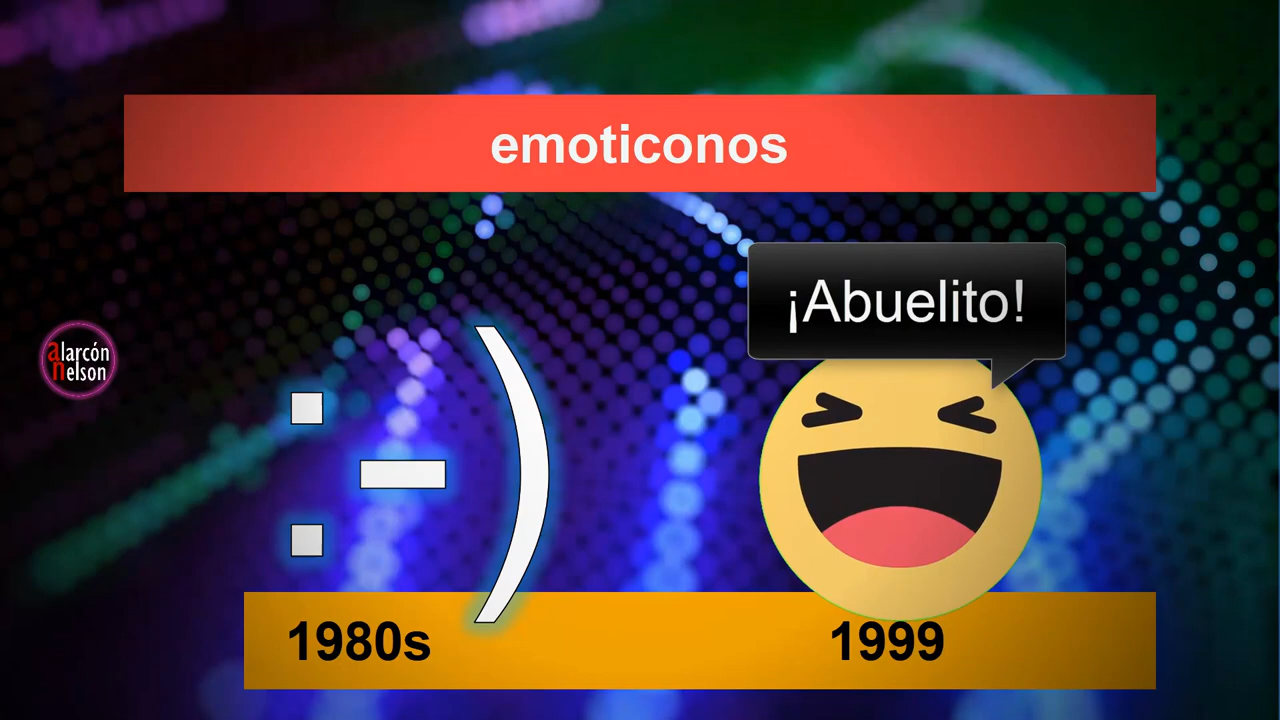 emoticonos
¡Abuelito!
alarcón
nelson
:-)
1980s
1999